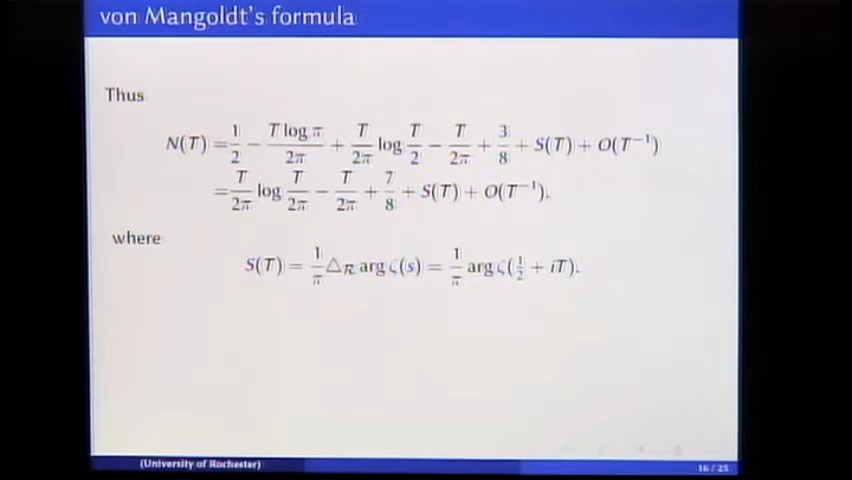 von Mangoldt's formula
Thus
N(T) = 1/2 − T log π/2π + T/2π log T/2 − T/2π + 3/8 + S(T) + O(T⁻¹)
= T/2π log T/2π − T/2π + 7/8 + S(T) + O(T⁻¹).
where
S(T) = 1/π △_R arg ζ(s) = 1/π arg ζ(1/2 + iT).
(University of Rochester)
16 / 25